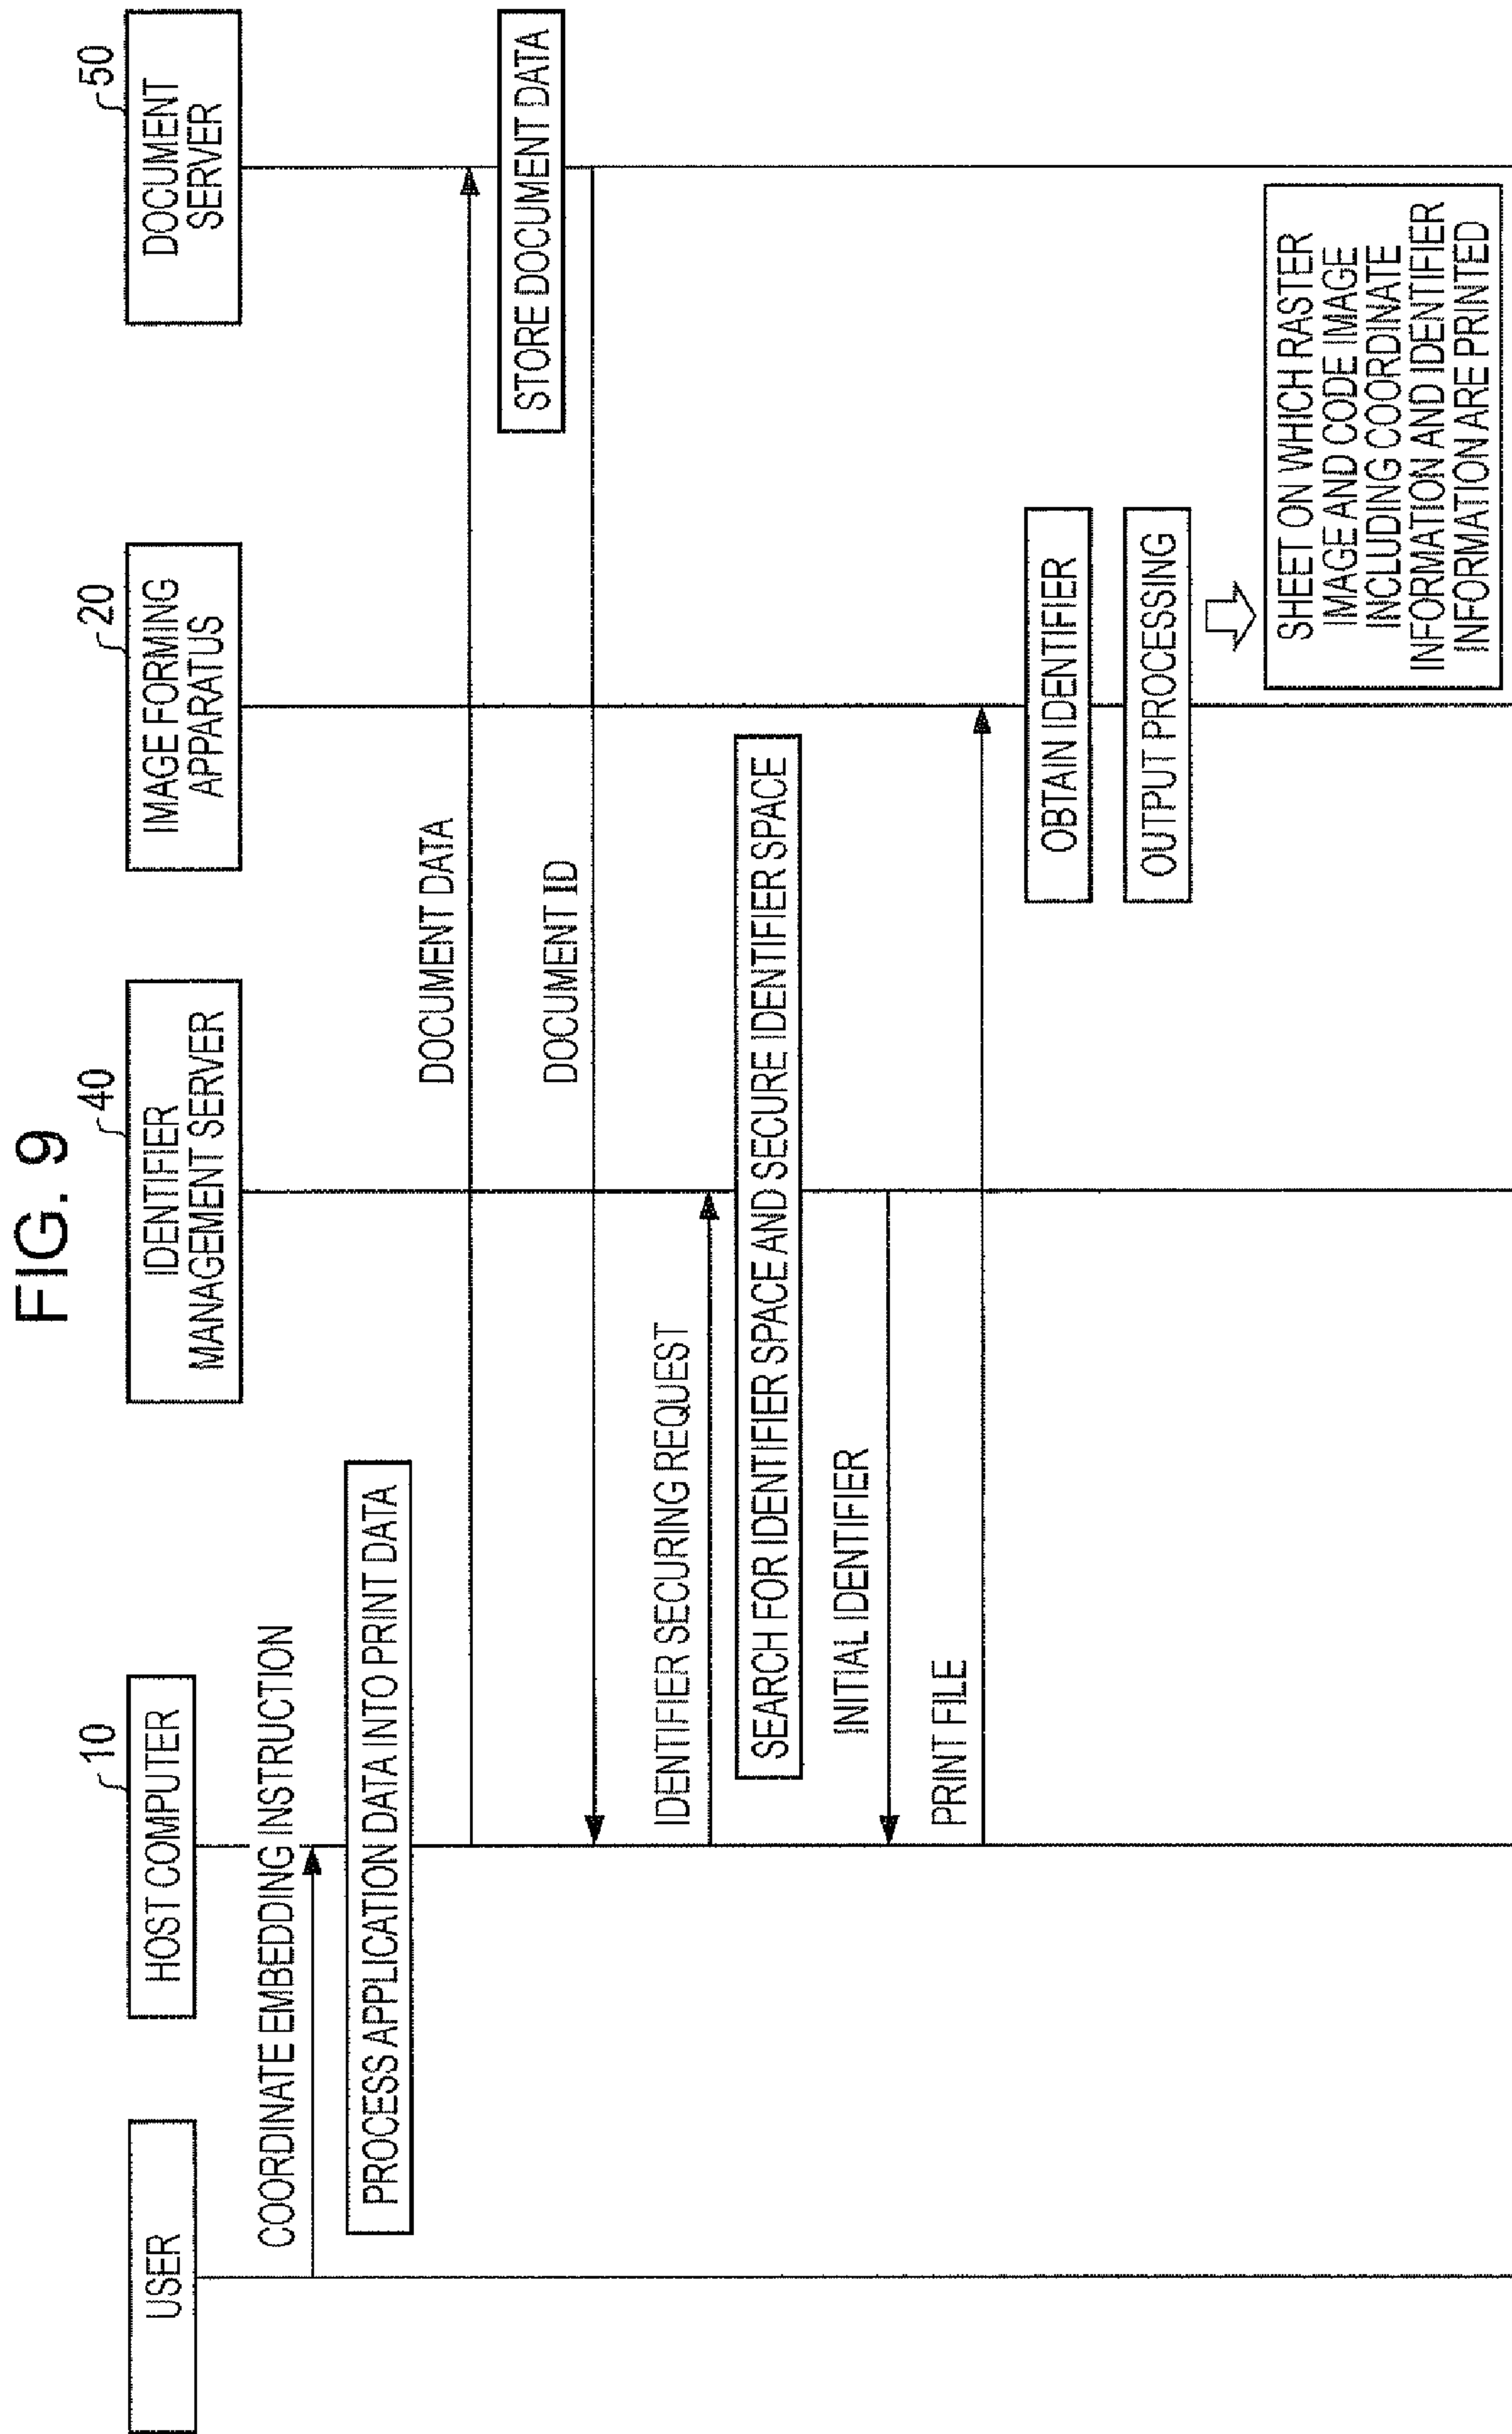 FIG. 9
USER
10
HOST COMPUTER
40
IDENTIFIER
MANAGEMENT SERVER
20
IMAGE FORMING
APPARATUS
50
DOCUMENT
SERVER
COORDINATE EMBEDDING INSTRUCTION
PROCESS APPLICATION DATA INTO PRINT DATA
DOCUMENT DATA
STORE DOCUMENT DATA
DOCUMENT ID
IDENTIFIER SECURING REQUEST
SEARCH FOR IDENTIFIER SPACE AND SECURE IDENTIFIER SPACE
INITIAL IDENTIFIER
PRINT FILE
OBTAIN IDENTIFIER
OUTPUT PROCESSING
SHEET ON WHICH RASTER
IMAGE AND CODE IMAGE
INCLUDING COORDINATE
INFORMATION AND IDENTIFIER
INFORMATION ARE PRINTED